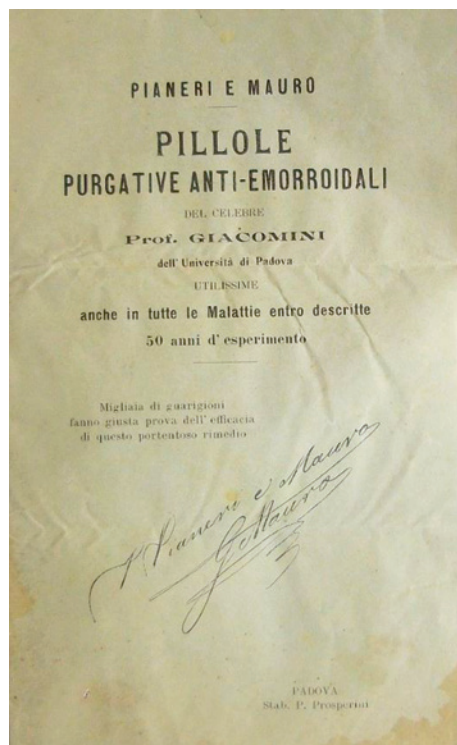 PIANERI E MAURO
PILLOLE
PURGATIVE ANTI-EMORROIDALI
DEL CELEBRE
Prof. GIACOMINI
dell' Università di Padova
UTILISSIME
anche in tutte le Malattie entro descritte
50 anni d' esperimento
Migliaia di guarigioni
fanno giusta prova dell' efficacia
di questo portentoso rimedio
Pianeri e Mauro
G. Mauro
PADOVA
Stab. P. Prosperini